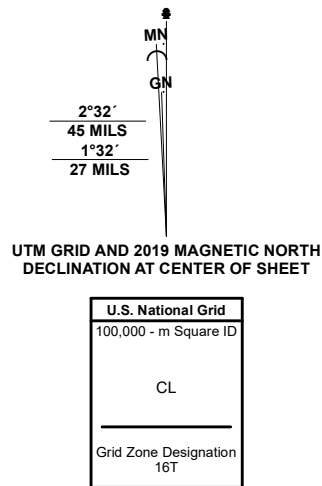 MN
GN
2°32´
45 MILS
1°32´
27 MILS
UTM GRID AND 2019 MAGNETIC NORTH
DECLINATION AT CENTER OF SHEET
U.S. National Grid
100,000 - m Square ID
CL
Grid Zone Designation
16T